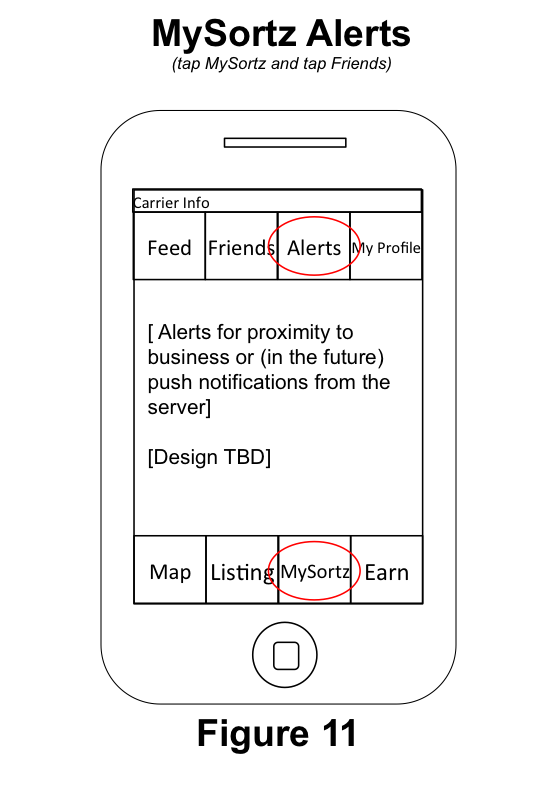 MySortz Alerts
(tap MySortz and tap Friends)
Carrier Info
Feed Friends Alerts My Profile
[ Alerts for proximity to
business or (in the future)
push notifications from the
server]
[Design TBD]
Map Listing MySortz Earn
Figure 11